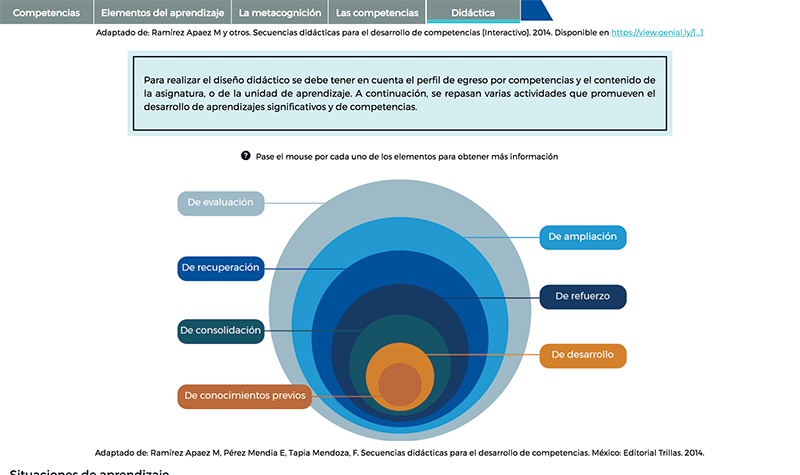 Competencias
Elementos del aprendizaje
La metacognición
Las competencias
Didáctica
Adaptado de: Ramírez Apaez M y otros. Secuencias didácticas para el desarrollo de competencias [Interactivo]. 2014. Disponible en https://view.genial.ly/[...]
Para realizar el diseño didáctico se debe tener en cuenta el perfil de egreso por competencias y el contenido de
la asignatura, o de la unidad de aprendizaje. A continuación, se repasan varias actividades que promueven el
desarrollo de aprendizajes significativos y de competencias.
? Pase el mouse por cada uno de los elementos para obtener más información
De evaluación
De ampliación
De recuperación
De refuerzo
De consolidación
De desarrollo
De conocimientos previos
Adaptado de: Ramírez Apaez M, Pérez Mendia E, Tapia Mendoza, F. Secuencias didácticas para el desarrollo de competencias. México: Editorial Trillas. 2014.
Situaciones de aprendizaje